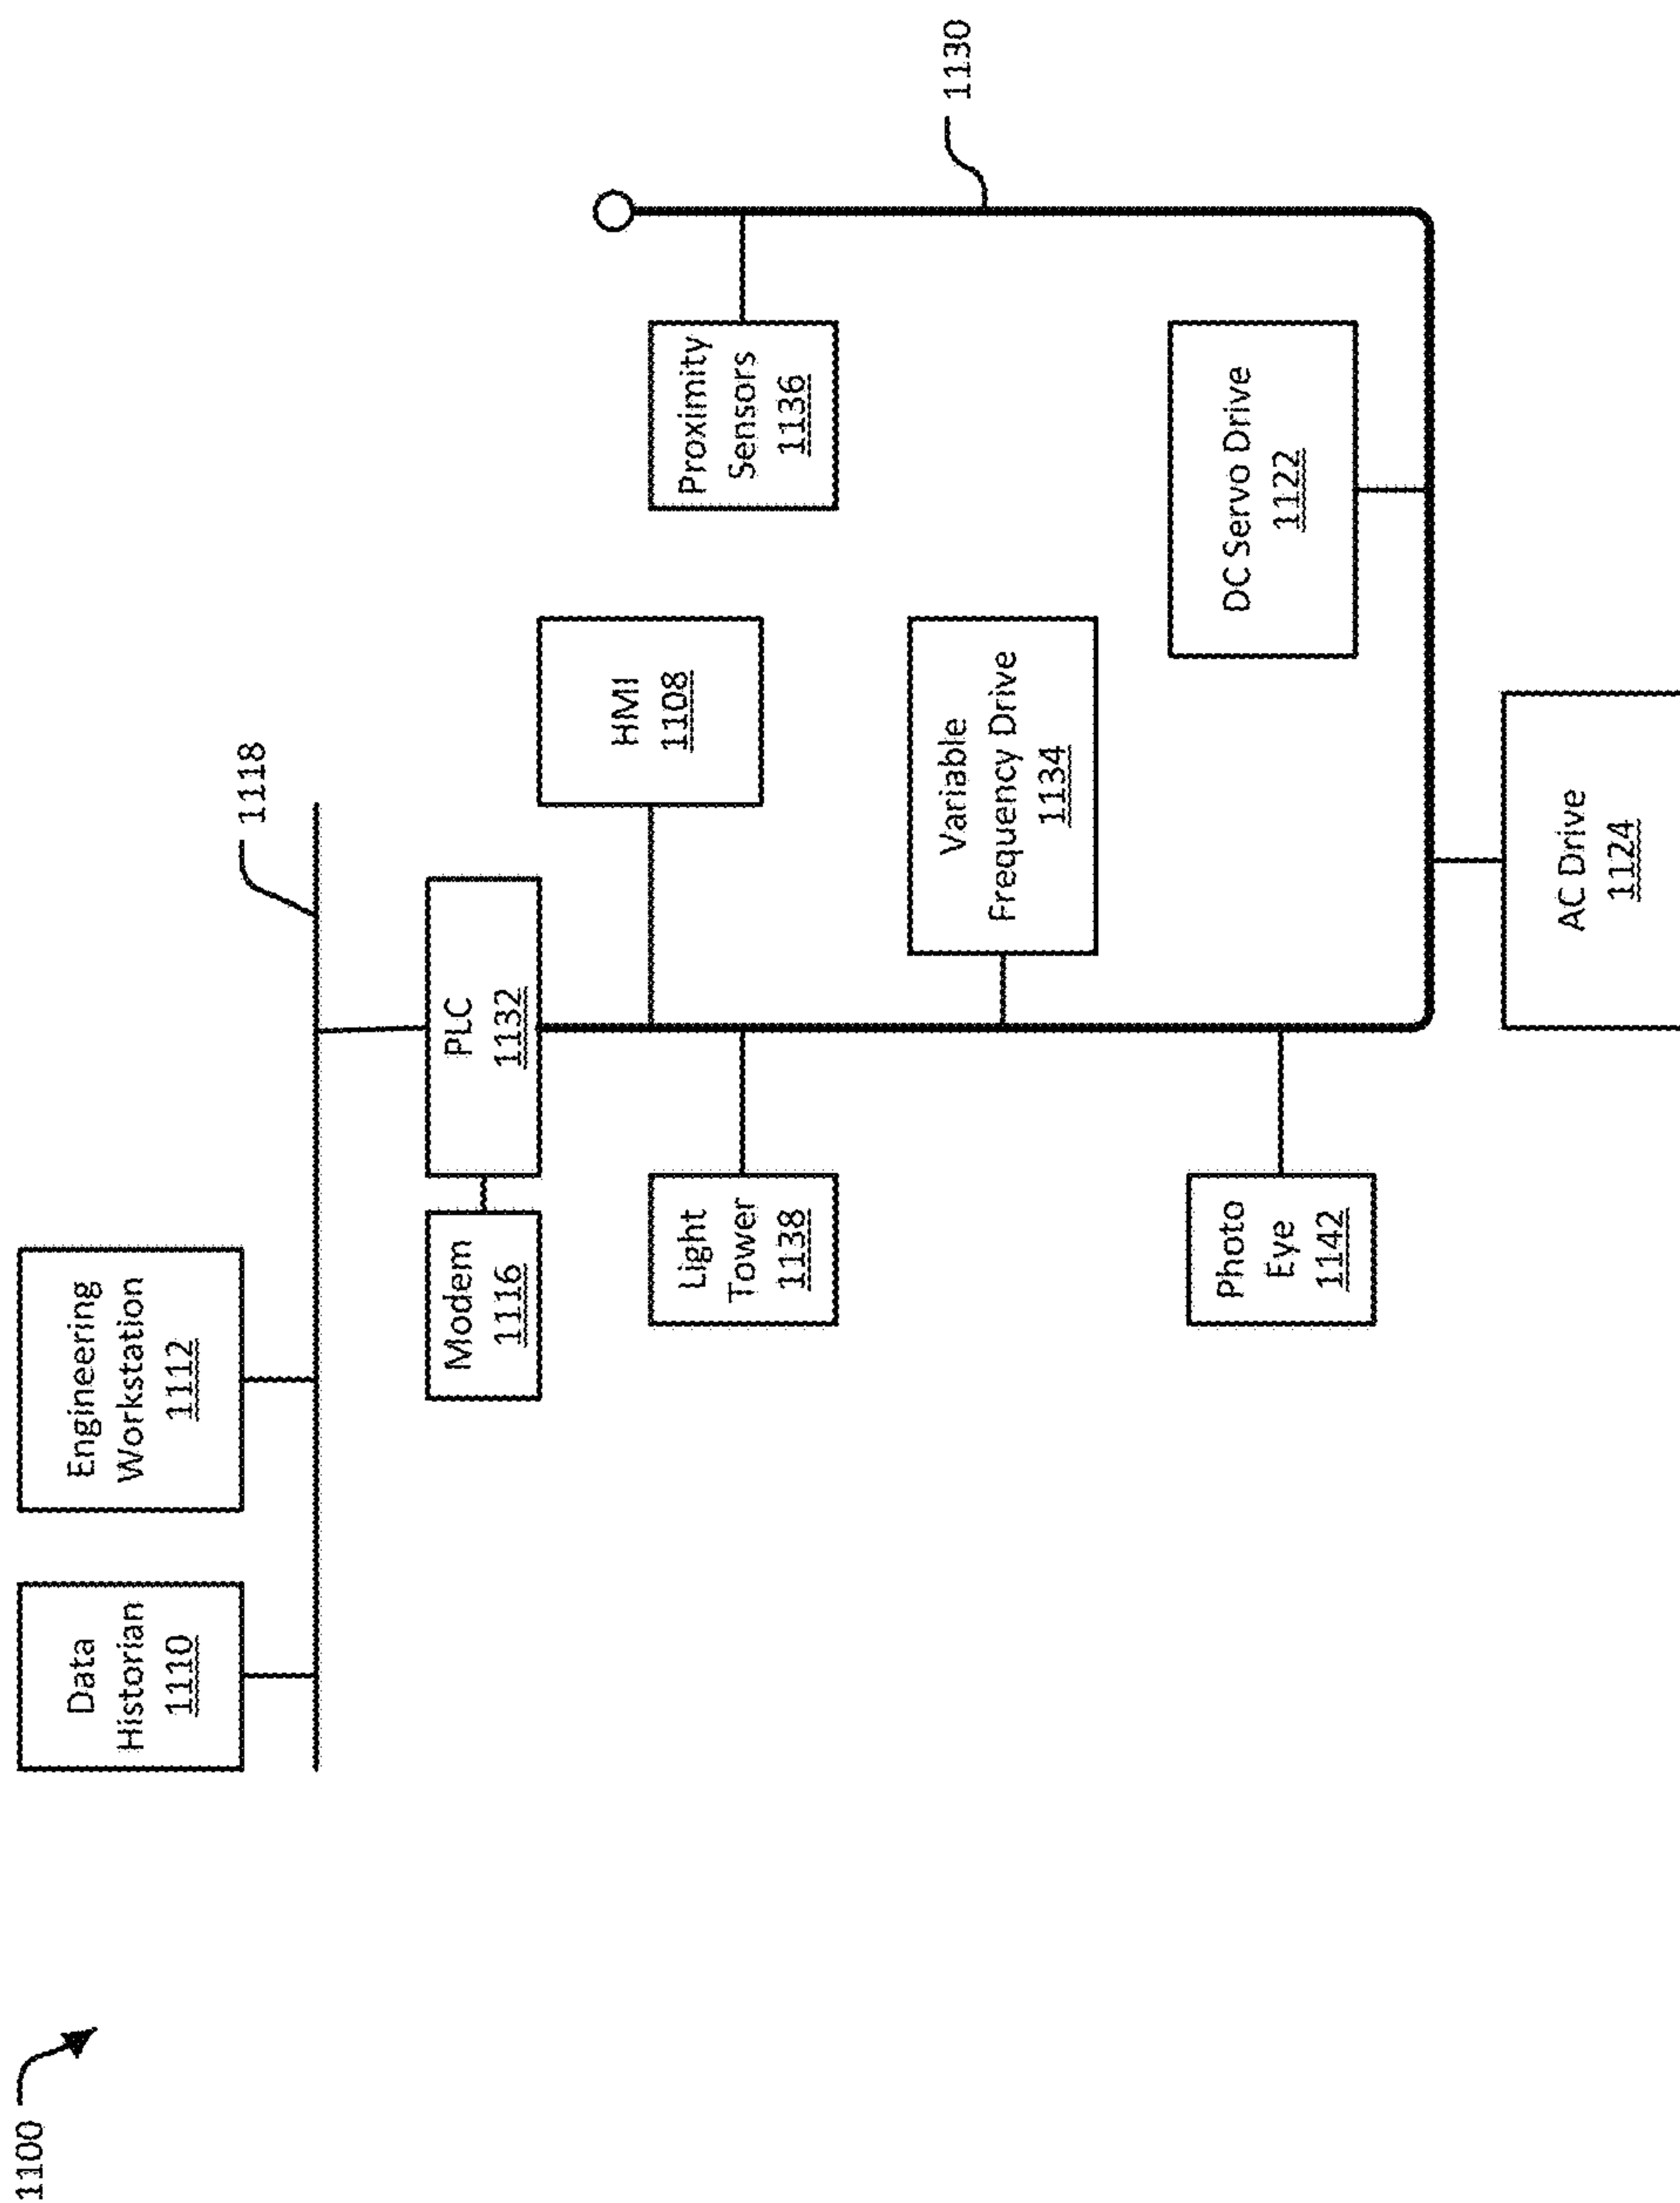 1100
Data
Historian
1110
Engineering
Workstation
1112
1118
Modem
1116
PLC
1132
HMI
1108
Light
Tower
1138
Proximity
Sensors
1136
1130
Variable
Frequency Drive
1134
Photo
Eye
1142
DC Servo Drive
1122
AC Drive
1124